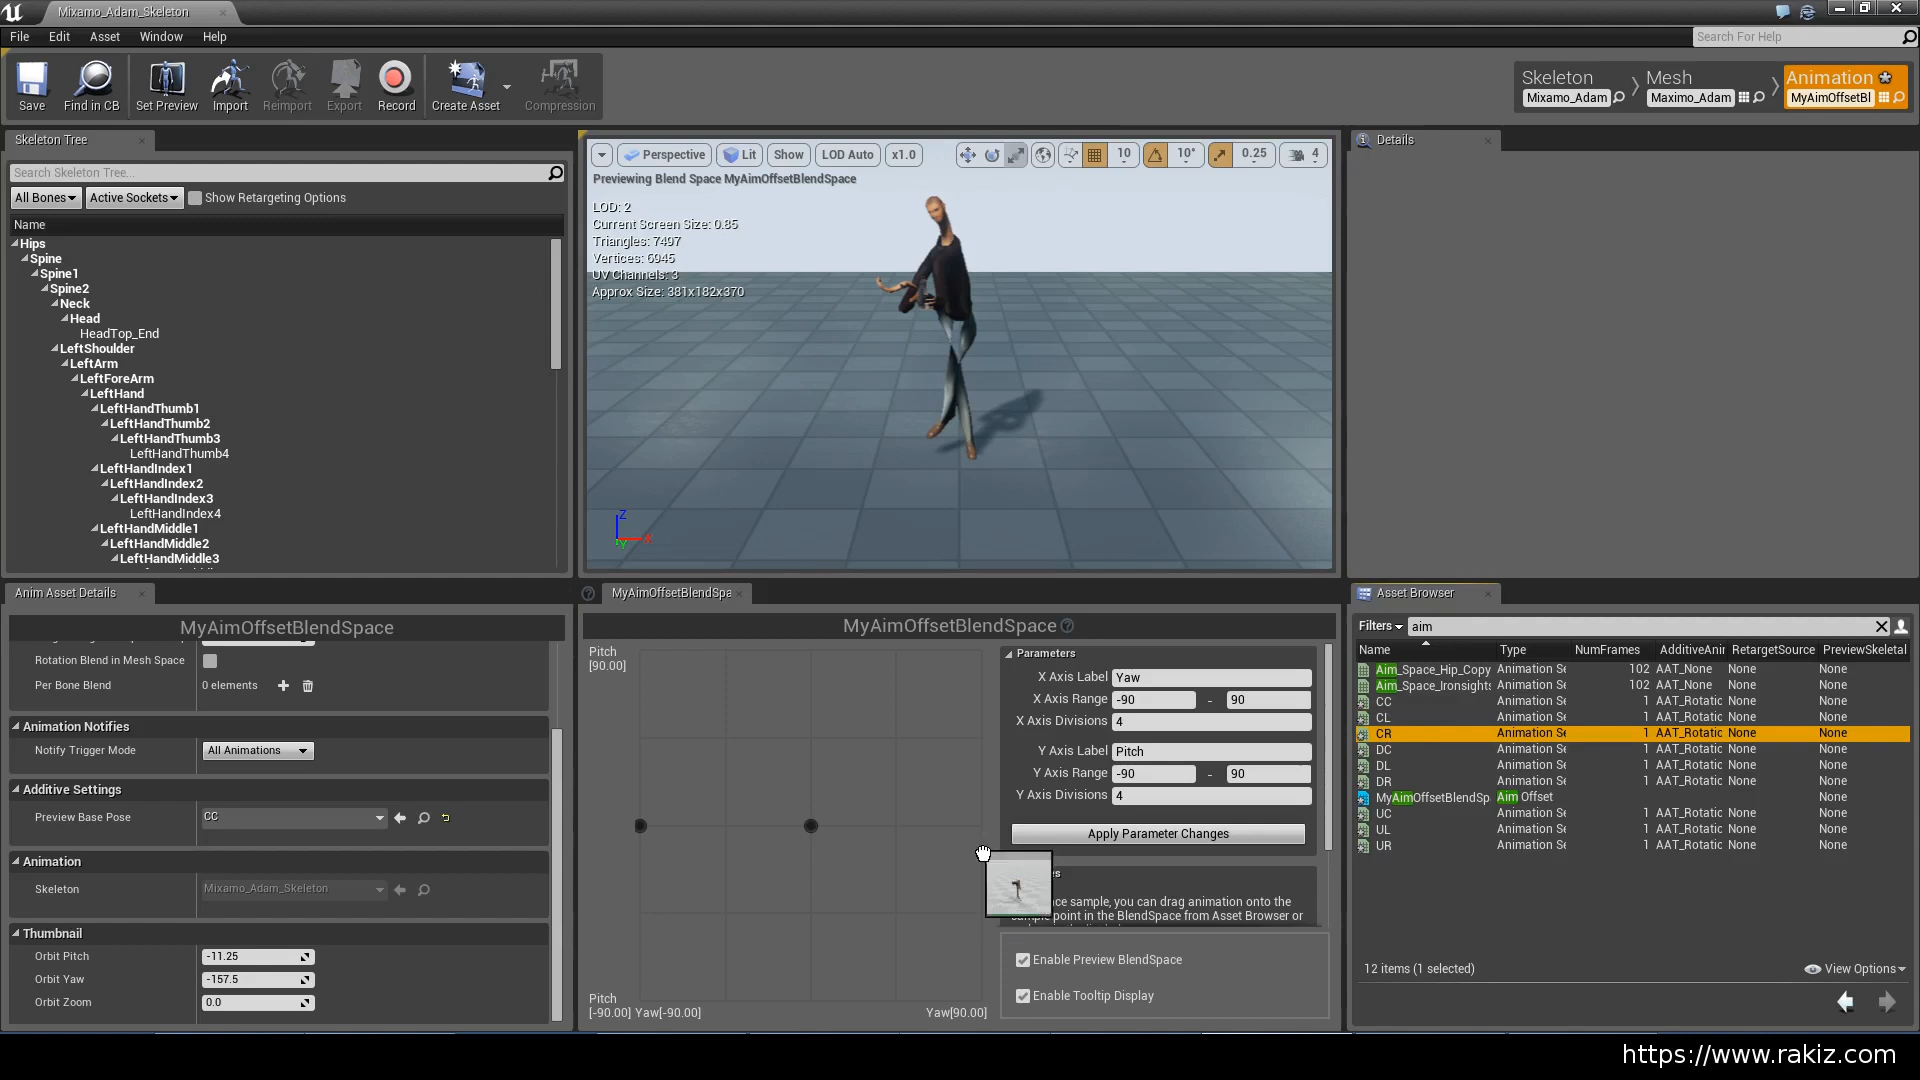 Mixamo_Adam_Skeleton
File Edit Asset Window Help
Search For Help
Save Find in CB Set Preview Import Reimport Export Record Create Asset Compression
Skeleton Mesh Animation
Mixamo_Adam Maximo_Adam MyAimOffsetBl
Skeleton Tree
Search Skeleton Tree...
All Bones Active Sockets Show Retargeting Options
Name
Hips
Spine
Spine1
Spine2
Neck
Head
HeadTop_End
LeftShoulder
LeftArm
LeftForeArm
LeftHand
LeftHandThumb1
LeftHandThumb2
LeftHandThumb3
LeftHandThumb4
LeftHandIndex1
LeftHandIndex2
LeftHandIndex3
LeftHandIndex4
LeftHandMiddle1
LeftHandMiddle2
LeftHandMiddle3
Perspective Lit Show LOD Auto x1.0 10 10° 0.25 4
Previewing Blend Space MyAimOffsetBlendSpace
LOD: 2
Current Screen Size: 0.85
Triangles: 7497
Vertices: 6945
UV Channels: 3
Approx Size: 381x182x370
Z
X
Y
Details
Anim Asset Details
MyAimOffsetBlendSpace
Rotation Blend in Mesh Space
Per Bone Blend 0 elements
Animation Notifies
Notify Trigger Mode All Animations
Additive Settings
Preview Base Pose CC
Animation
Skeleton Mixamo_Adam_Skeleton
Thumbnail
Orbit Pitch -11.25
Orbit Yaw -157.5
Orbit Zoom 0.0
MyAimOffsetBlendSpa
MyAimOffsetBlendSpace
Pitch
[90.00]
Pitch
[-90.00] Yaw[-90.00] Yaw[90.00]
Parameters
X Axis Label Yaw
X Axis Range -90 - 90
X Axis Divisions 4
Y Axis Label Pitch
Y Axis Range -90 - 90
Y Axis Divisions 4
Apply Parameter Changes
es
nce sample, you can drag animation onto the
sample point in the BlendSpace from Asset Browser or
Enable Preview BlendSpace
Enable Tooltip Display
Asset Browser
Filters aim
Name Type NumFrames AdditiveAni RetargetSource PreviewSkeletal
Aim_Space_Hip_Copy Animation Se 102 AAT_None None None
Aim_Space_Ironsights Animation Se 102 AAT_None None None
CC Animation Se 1 AAT_Rotatic None None
CL Animation Se 1 AAT_Rotatic None None
CR Animation Se 1 AAT_Rotatic None None
DC Animation Se 1 AAT_Rotatic None None
DL Animation Se 1 AAT_Rotatic None None
DR Animation Se 1 AAT_Rotatic None None
MyAimOffsetBlendSp Aim Offset None
UC Animation Se 1 AAT_Rotatic None None
UL Animation Se 1 AAT_Rotatic None None
UR Animation Se 1 AAT_Rotatic None None
12 items (1 selected) View Options
https://www.rakiz.com